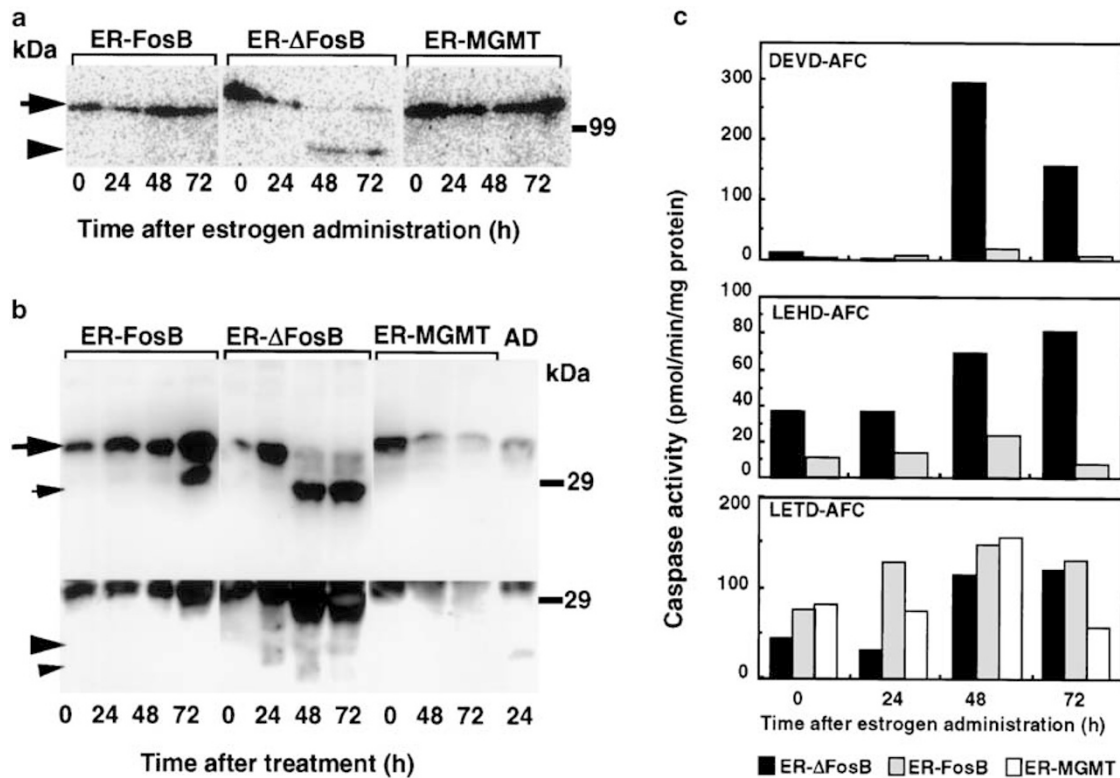 a
kDa
ER-FosB ER-ΔFosB ER-MGMT
99
0 24 48 72 0 24 48 72 0 24 48 72
Time after estrogen administration (h)
b
ER-FosB ER-ΔFosB ER-MGMT AD
kDa
29
29
0 24 48 72 0 24 48 72 0 48 72 24
Time after treatment (h)
c
Caspase activity (pmol/min/mg protein)
DEVD-AFC
300
200
100
0
LEHD-AFC
100
80
60
40
20
0
LETD-AFC
200
100
0
0 24 48 72
Time after estrogen administration (h)
ER-ΔFosB ER-FosB ER-MGMT